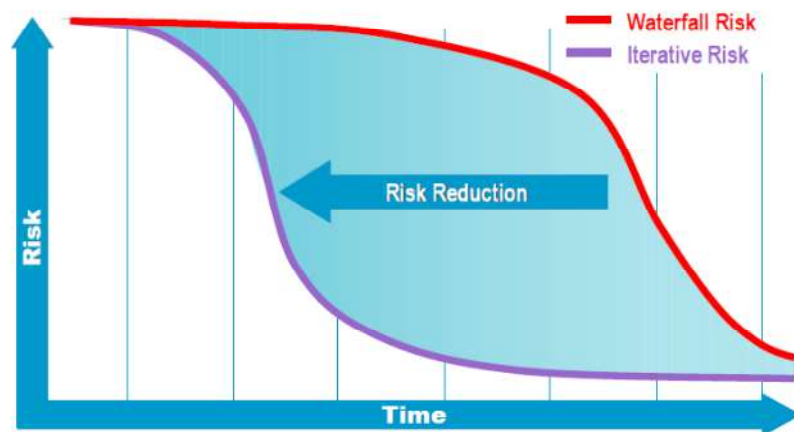 Waterfall Risk
Iterative Risk
Risk Reduction
Risk
Time